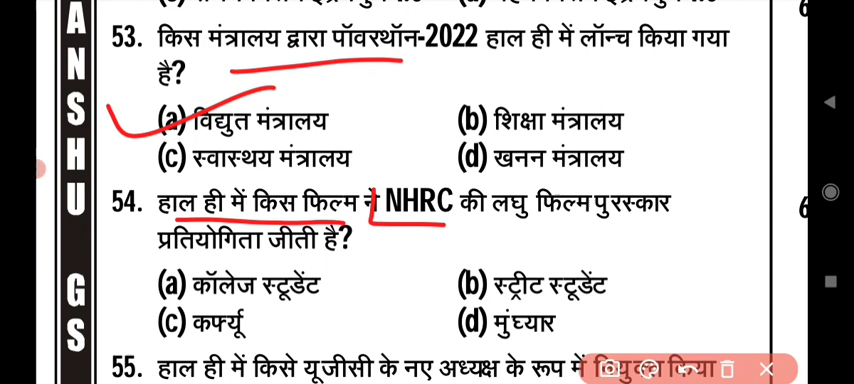 ANSHU GS
53. किस मंत्रालय द्वारा पॉवरथॉन-2022 हाल ही में लॉन्च किया गया
है?
(a) विद्युत मंत्रालय (b) शिक्षा मंत्रालय
(c) स्वास्थय मंत्रालय (d) खनन मंत्रालय
54. हाल ही में किस फिल्म ने NHRC की लघु फिल्म पुरस्कार
प्रतियोगिता जीती है?
(a) कॉलेज स्टूडेंट (b) स्ट्रीट स्टूडेंट
(c) कर्फ्यू (d) मुंघ्यार
55. हाल ही में किसे यूजीसी के नए अध्यक्ष के रूप में नियुक्त किया